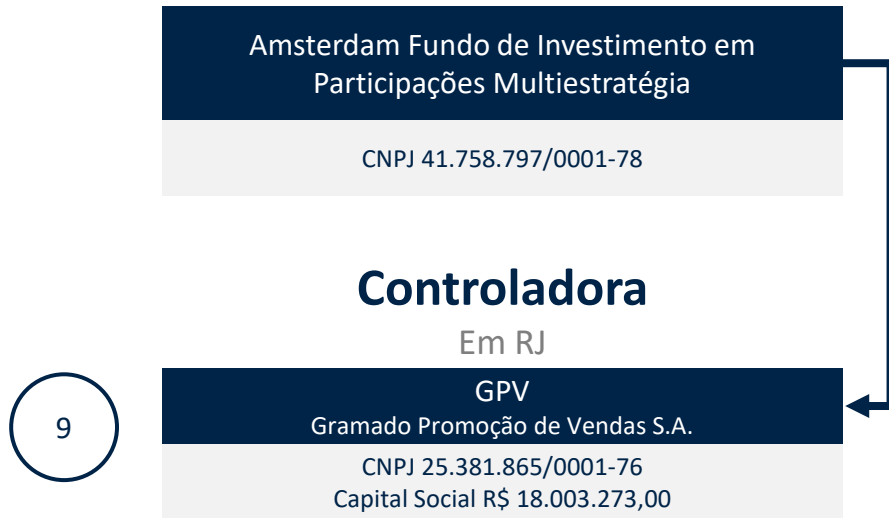 Amsterdam Fundo de Investimento em
Participações Multiestratégia
CNPJ 41.758.797/0001-78
Controladora
Em RJ
9
GPV
Gramado Promoção de Vendas S.A.
CNPJ 25.381.865/0001-76
Capital Social R$ 18.003.273,00